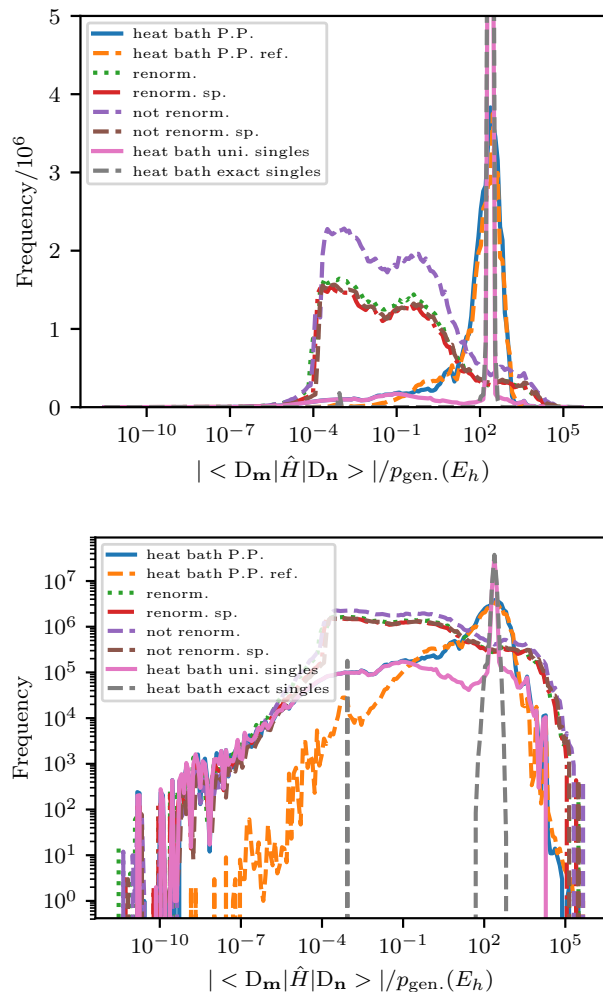 5
4
3
2
1
0
Frequency/10⁶
heat bath P.P.
heat bath P.P. ref.
renorm.
renorm. sp.
not renorm.
not renorm. sp.
heat bath uni. singles
heat bath exact singles
10⁻¹⁰ 10⁻⁷ 10⁻⁴ 10⁻¹ 10² 10⁵
| < D𝐦|Ĥ|D𝐧 > |/p_gen.(E_h)
10⁷
10⁶
10⁵
10⁴
10³
10²
10¹
10⁰
Frequency
heat bath P.P.
heat bath P.P. ref.
renorm.
renorm. sp.
not renorm.
not renorm. sp.
heat bath uni. singles
heat bath exact singles
10⁻¹⁰ 10⁻⁷ 10⁻⁴ 10⁻¹ 10² 10⁵
| < D𝐦|Ĥ|D𝐧 > |/p_gen.(E_h)